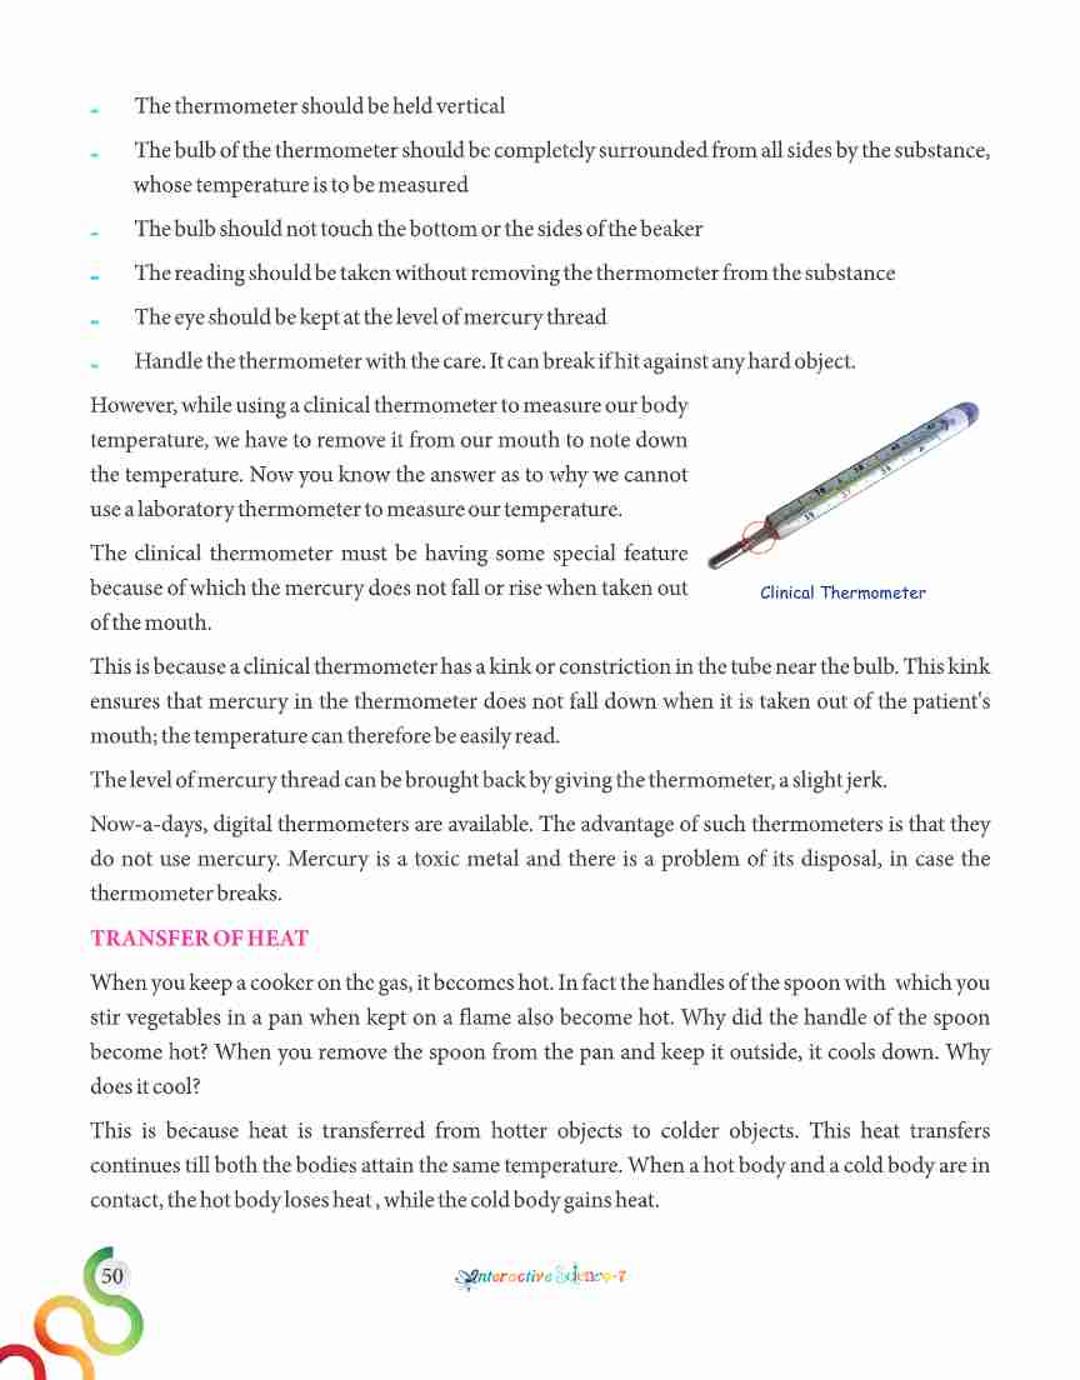 - The thermometer should be held vertical
- The bulb of the thermometer should be completely surrounded from all sides by the substance,
whose temperature is to be measured
- The bulb should not touch the bottom or the sides of the beaker
- The reading should be taken without removing the thermometer from the substance
- The eye should be kept at the level of mercury thread
- Handle the thermometer with the care. It can break if hit against any hard object.
However, while using a clinical thermometer to measure our body
temperature, we have to remove it from our mouth to note down
the temperature. Now you know the answer as to why we cannot
use a laboratory thermometer to measure our temperature.
The clinical thermometer must be having some special feature
because of which the mercury does not fall or rise when taken out
of the mouth.
Clinical Thermometer
This is because a clinical thermometer has a kink or constriction in the tube near the bulb. This kink
ensures that mercury in the thermometer does not fall down when it is taken out of the patient's
mouth; the temperature can therefore be easily read.
The level of mercury thread can be brought back by giving the thermometer, a slight jerk.
Now-a-days, digital thermometers are available. The advantage of such thermometers is that they
do not use mercury. Mercury is a toxic metal and there is a problem of its disposal, in case the
thermometer breaks.
TRANSFER OF HEAT
When you keep a cooker on the gas, it becomes hot. In fact the handles of the spoon with which you
stir vegetables in a pan when kept on a flame also become hot. Why did the handle of the spoon
become hot? When you remove the spoon from the pan and keep it outside, it cools down. Why
does it cool?
This is because heat is transferred from hotter objects to colder objects. This heat transfers
continues till both the bodies attain the same temperature. When a hot body and a cold body are in
contact, the hot body loses heat , while the cold body gains heat.
50
Interactive Science-7